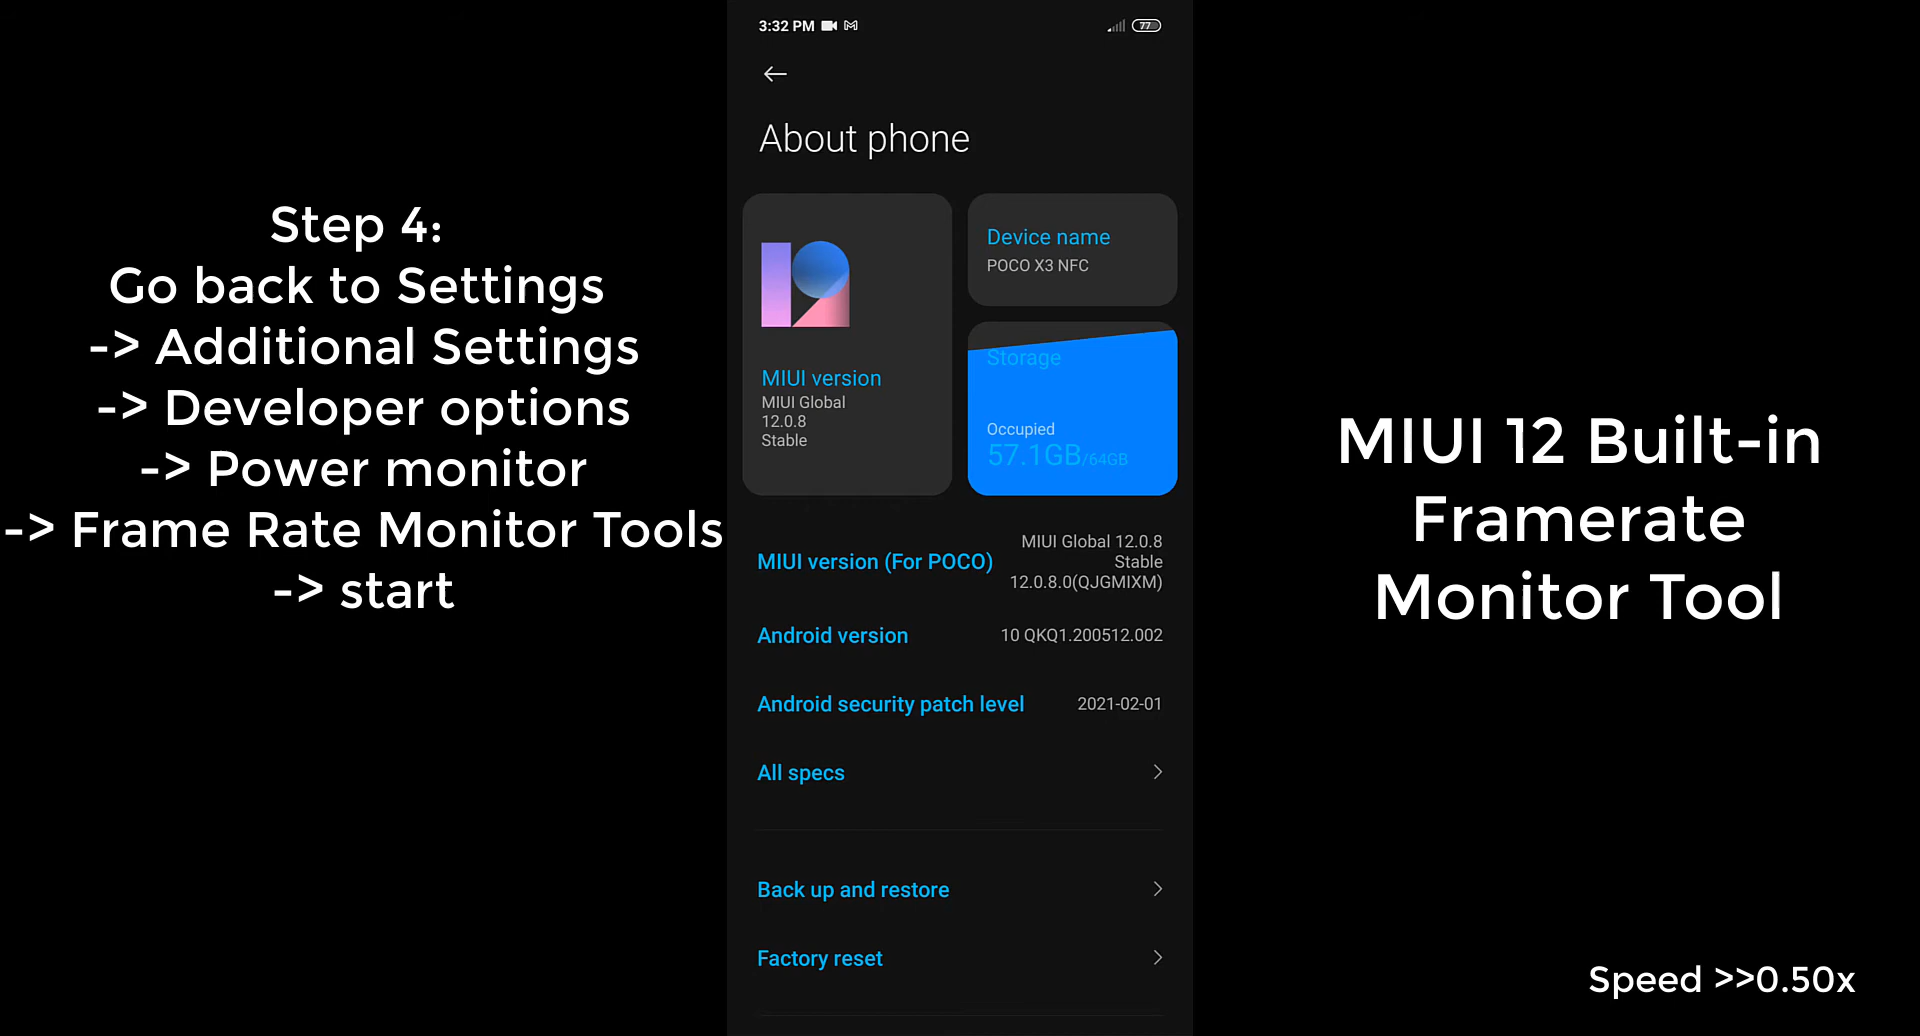 Step 4:
Go back to Settings
-> Additional Settings
-> Developer options
-> Power monitor
-> Frame Rate Monitor Tools
-> start
3:32 PM
77
About phone
MIUI version
MIUI Global
12.0.8
Stable
Device name
POCO X3 NFC
Storage
Occupied
57.1GB/64GB
MIUI version (For POCO)
MIUI Global 12.0.8
Stable
12.0.8.0(QJGMIXM)
Android version
10 QKQ1.200512.002
Android security patch level
2021-02-01
All specs
Back up and restore
Factory reset
MIUI 12 Built-in
Framerate
Monitor Tool
Speed >>0.50x